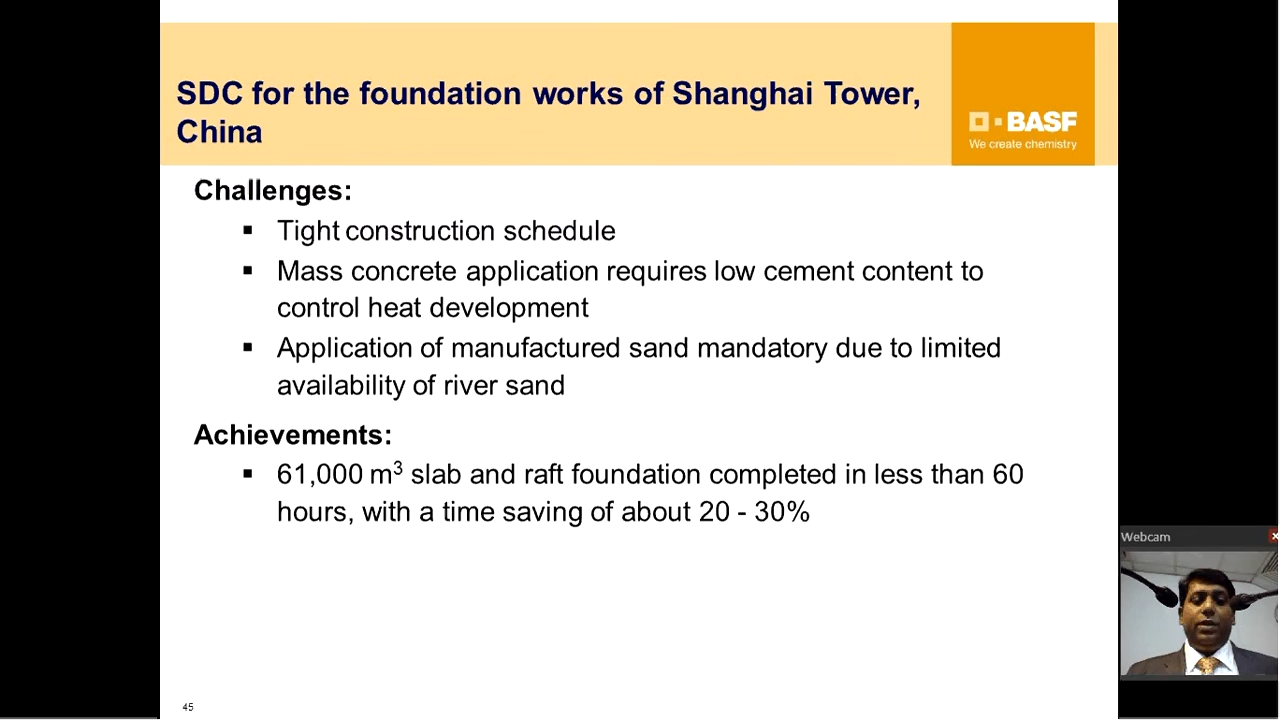 SDC for the foundation works of Shanghai Tower,
China
BASF
We create chemistry
Challenges:
▪ Tight construction schedule
▪ Mass concrete application requires low cement content to
control heat development
▪ Application of manufactured sand mandatory due to limited
availability of river sand
Achievements:
▪ 61,000 m³ slab and raft foundation completed in less than 60
hours, with a time saving of about 20 - 30%
Webcam
45